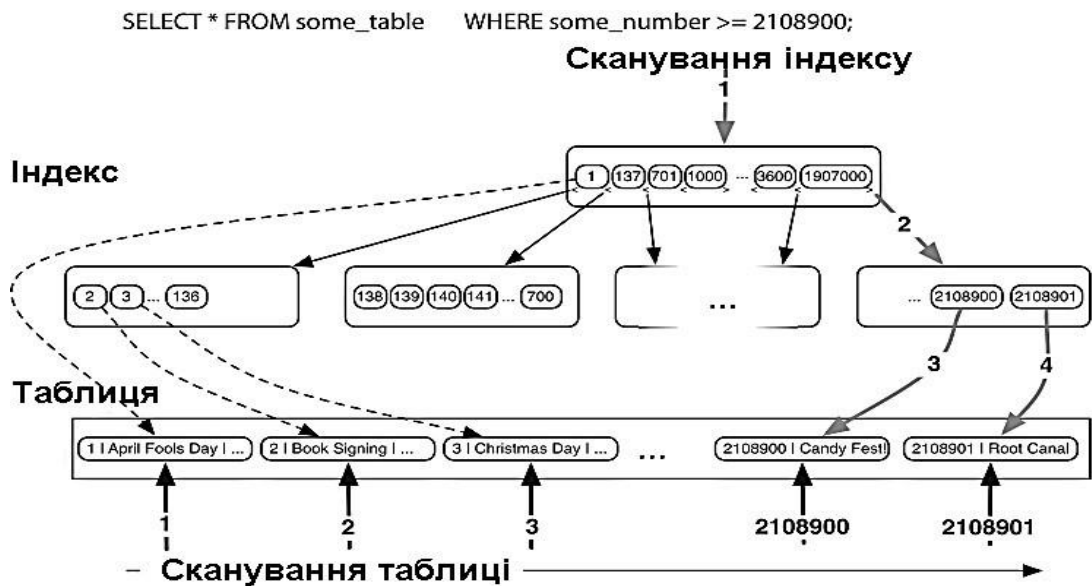 SELECT * FROM some_table WHERE some_number >= 2108900;
Сканування індексу
1
Індекс
1 137 701 1000 ... 3600 1907000
< < < < < <
2
2 3 ... 136
138 139 140 141 ... 700
...
... 2108900 2108901
3 4
Таблиця
1 | April Fools Day | ... 2 | Book Signing | ... 3 | Christmas Day | ... ... 2108900 | Candy Fest! 2108901 | Root Canal
1 2 3 2108900 2108901
Сканування таблиці